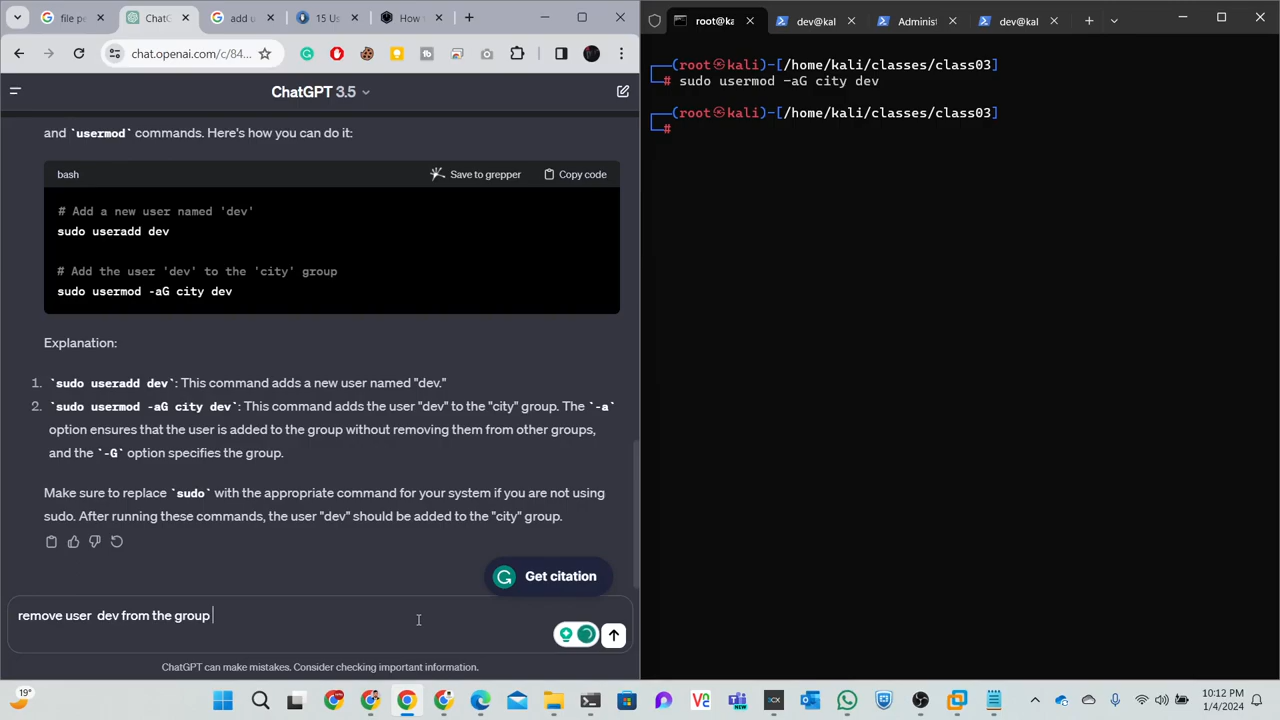 file pe
ChatG
add u
15 Us
How
chat.openai.com/c/84...
ChatGPT 3.5
and `usermod` commands. Here's how you can do it:
bash
Save to grepper
Copy code
# Add a new user named 'dev'
sudo useradd dev
# Add the user 'dev' to the 'city' group
sudo usermod -aG city dev
Explanation:
1. `sudo useradd dev`: This command adds a new user named "dev."
2. `sudo usermod -aG city dev`: This command adds the user "dev" to the "city" group. The `-a`
option ensures that the user is added to the group without removing them from other groups,
and the `-G` option specifies the group.
Make sure to replace `sudo` with the appropriate command for your system if you are not using
sudo. After running these commands, the user "dev" should be added to the "city" group.
Get citation
remove user  dev from the group
ChatGPT can make mistakes. Consider checking important information.
root@ka
dev@kal
Administ
dev@kal
(root㉿kali)-[/home/kali/classes/class03]
# sudo usermod -aG city dev
(root㉿kali)-[/home/kali/classes/class03]
#
19°
10:12 PM
1/4/2024